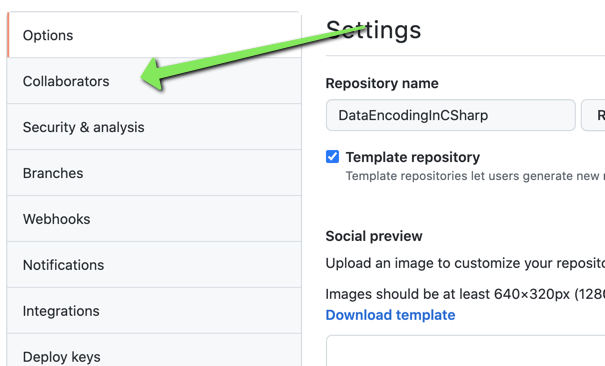 Options
Collaborators
Security & analysis
Branches
Webhooks
Notifications
Integrations
Deploy keys
Settings
Repository name
DataEncodingInCSharp
R
Template repository
Template repositories let users generate new
Social preview
Upload an image to customize your reposito
Images should be at least 640×320px (128
Download template